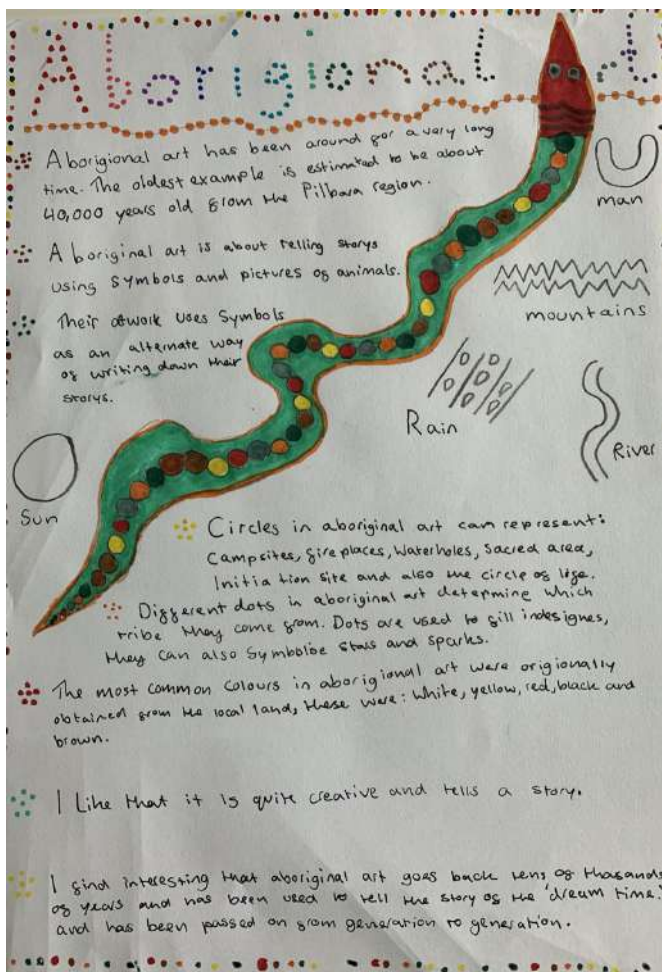 Aborigional Art
Aborigional art has been around for a very long
time. The oldest example is estimated to be about
40,000 years old from the Pilbara region.
man
Aboriginal art is about telling storys
using symbols and pictures of animals.
mountains
Their atwork uses symbols
as an alternate way
of writing down their
storys.
Rain
River
Sun
Circles in aboriginal art can represent:
Campsites, fireplaces, waterholes, sacred area,
Initiation site and also the circle of life.
Different dots in aboriginal art determine which
tribe they come from. Dots are used to fill indesignes,
they can also symbolise stars and sparks.
The most common colours in aboriginal art were origionally
obtained from the local land, these were: white, yellow, red, black and
brown.
I like that it is quite creative and tells a story.
I find interesting that aboriginal art goes back tens of thasands
of years and has been used to tell the story of the 'dream time'
and has been passed on from generation to generation.